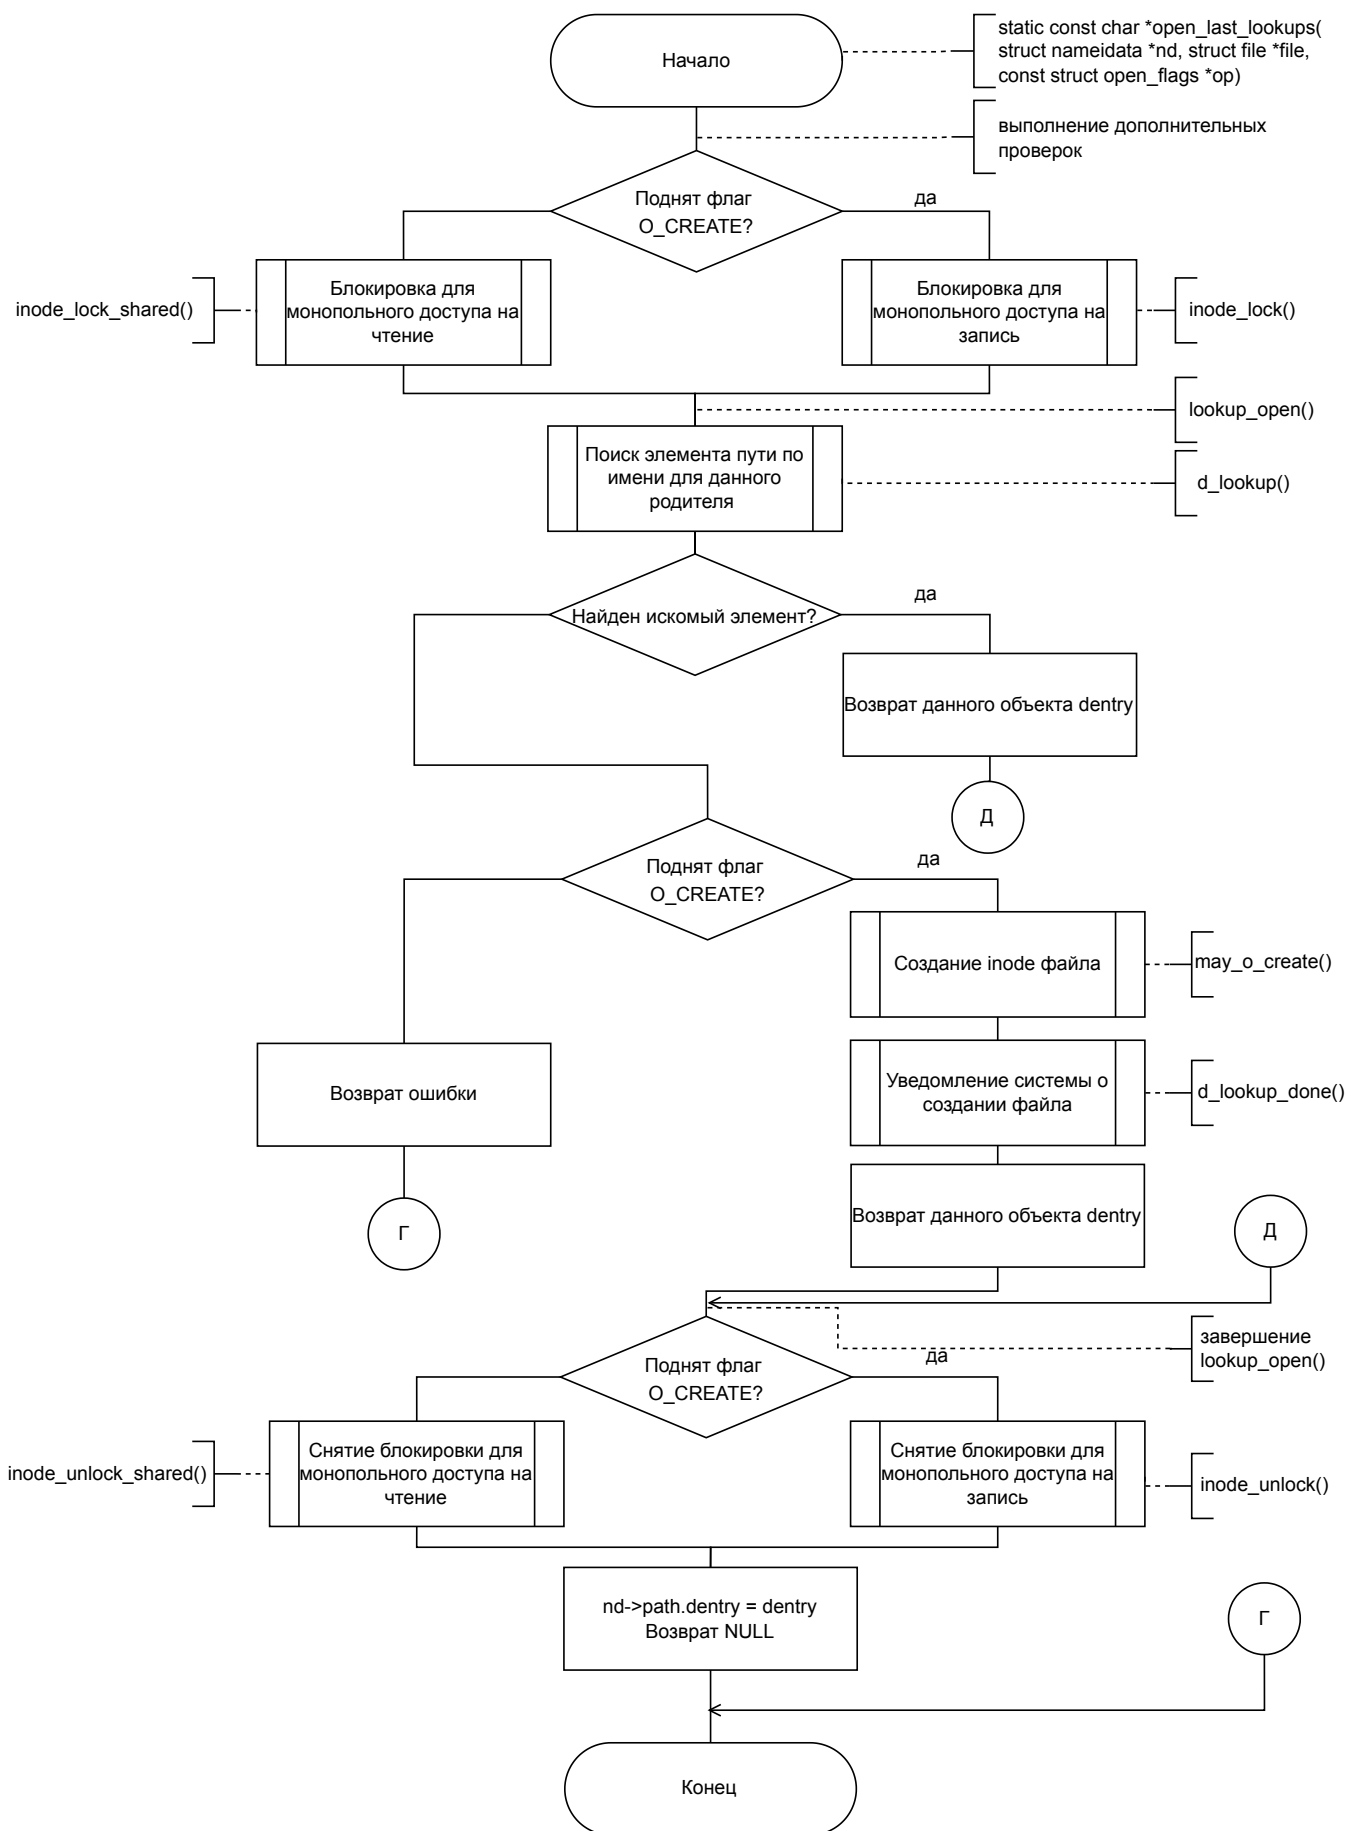 Начало
static const char *open_last_lookups(
struct nameidata *nd, struct file *file,
const struct open_flags *op)
выполнение дополнительных
проверок
Поднят флаг
O_CREATE?
да
inode_lock_shared()
Блокировка для
монопольного доступа на
чтение
Блокировка для
монопольного доступа на
запись
inode_lock()
lookup_open()
Поиск элемента пути по
имени для данного
родителя
d_lookup()
Найден искомый элемент?
да
Возврат данного объекта dentry
Д
Поднят флаг
O_CREATE?
да
Создание inode файла
may_o_create()
Возврат ошибки
Уведомление системы о
создании файла
d_lookup_done()
Г
Возврат данного объекта dentry
Д
завершение
lookup_open()
Поднят флаг
O_CREATE?
да
inode_unlock_shared()
Снятие блокировки для
монопольного доступа на
чтение
Снятие блокировки для
монопольного доступа на
запись
inode_unlock()
nd->path.dentry = dentry
Возврат NULL
Г
Конец